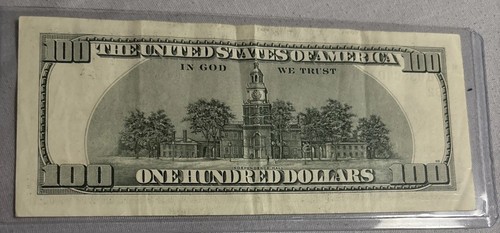 100 THE UNITED STATES OF AMERICA 100
IN GOD WE TRUST
100 ONE HUNDRED DOLLARS 100